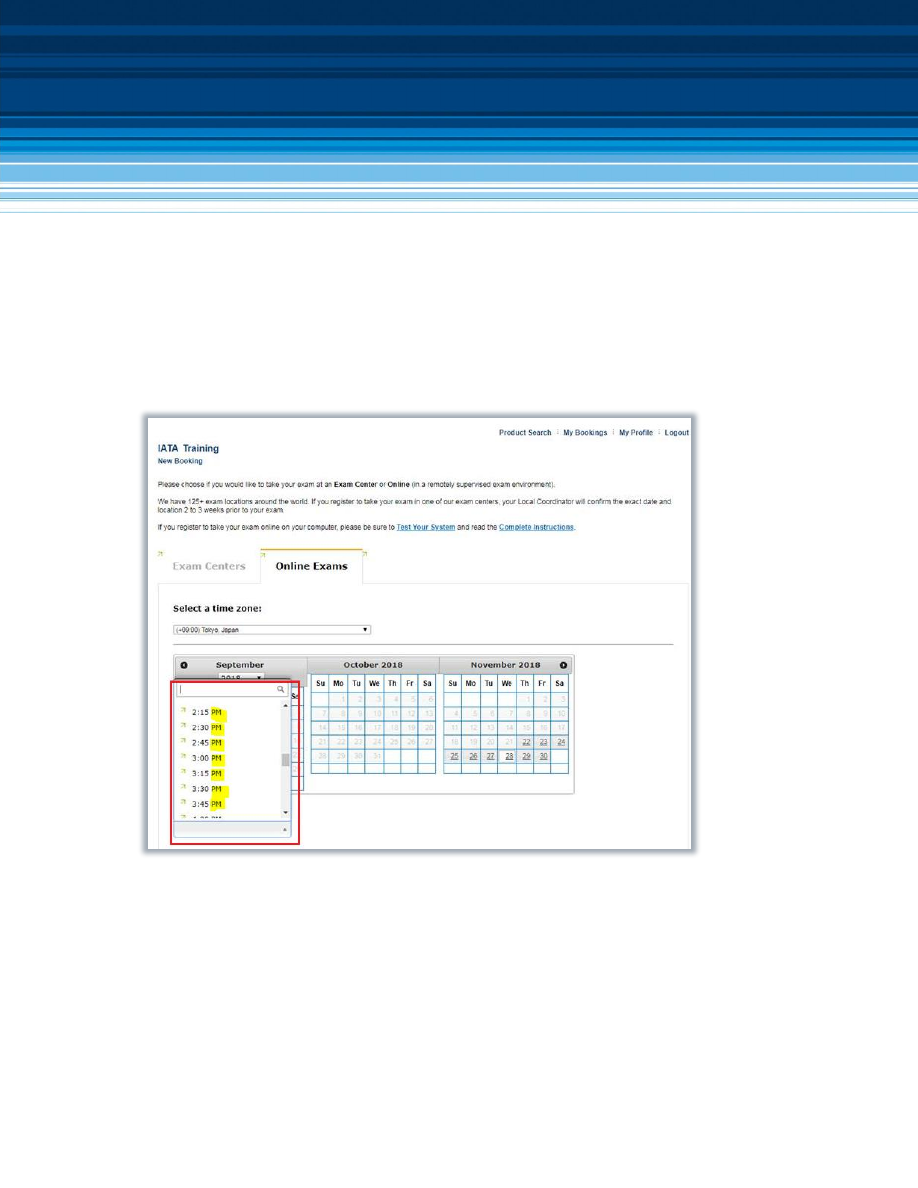 Product Search | My Bookings | My Profile | Logout
IATA Training
New Booking
Please choose if you would like to take your exam at an Exam Center or Online (in a remotely supervised exam environment).
We have 125+ exam locations around the world. If you register to take your exam in one of our exam centers, your Local Coordinator will confirm the exact date and
location 2 to 3 weeks prior to your exam.
If you register to take your exam online on your computer, please be sure to Test Your System and read the Complete Instructions.
Exam Centers Online Exams
Select a time zone:
(+09:00) Tokyo, Japan
September October 2018 November 2018
2018
Su Mo Tu We Th Fr Sa Su Mo Tu We Th Fr Sa
1 2 3 4 5 6 1 2 3
7 8 9 10 11 12 13 4 5 6 7 8 9 10
14 15 16 17 18 19 20 11 12 13 14 15 16 17
21 22 23 24 25 26 27 18 19 20 21 22 23 24
28 29 30 31 25 26 27 28 29 30
2:15 PM
2:30 PM
2:45 PM
3:00 PM
3:15 PM
3:30 PM
3:45 PM